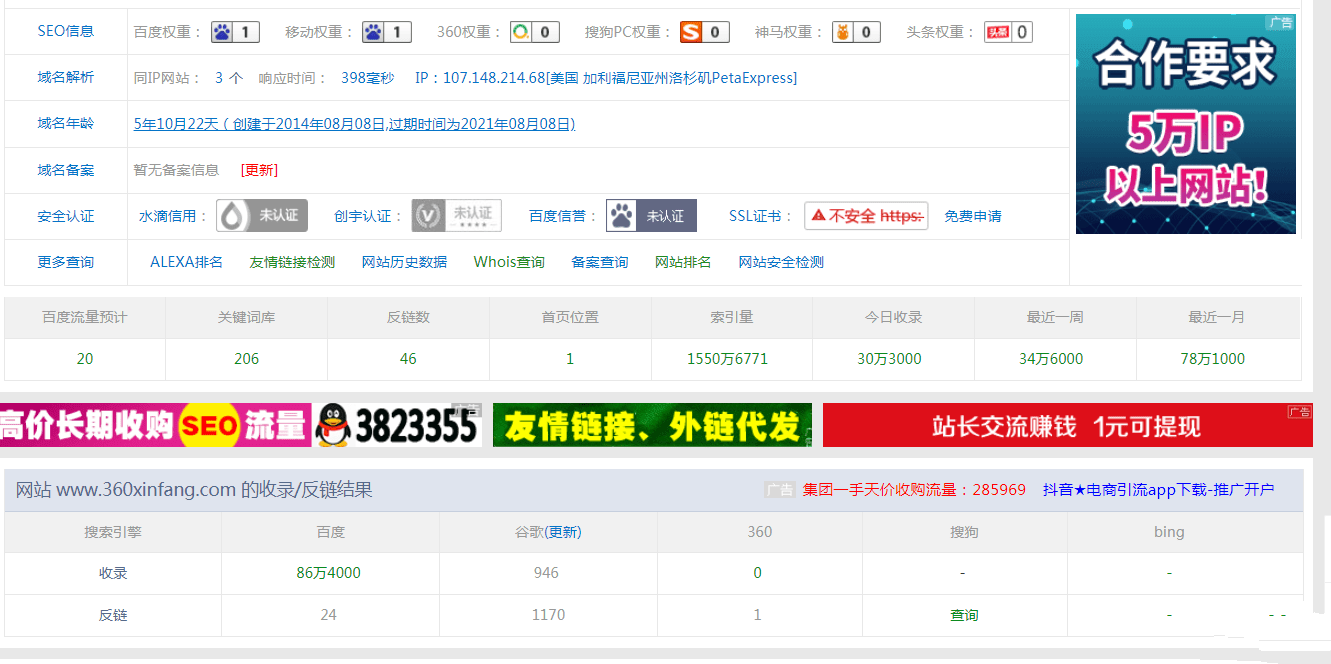 SEO信息 百度权重： 1 移动权重： 1 360权重： 0 搜狗PC权重： S 0 神马权重： 0 头条权重： 头条 0
域名解析 同IP网站： 3 个 响应时间： 398毫秒 IP：107.148.214.68[美国 加利福尼亚州洛杉矶PetaExpress]
域名年龄 5年10月22天 ( 创建于2014年08月08日,过期时间为2021年08月08日)
域名备案 暂无备案信息 [更新]
安全认证 水滴信用： 未认证 创宇认证： V 未认证 ★★★★ 百度信誉： 未认证 SSL证书： 不安全 https: 免费申请
更多查询 ALEXA排名 友情链接检测 网站历史数据 Whois查询 备案查询 网站排名 网站安全检测
广告
合作要求
5万IP
以上网站!
百度流量预计 关键词库 反链数 首页位置 索引量 今日收录 最近一周 最近一月
20 206 46 1 1550万6771 30万3000 34万6000 78万1000
高价长期收购SEO流量 3823355 广告
友情链接、外链代发
站长交流赚钱 1元可提现 广告
网站 www.360xinfang.com 的收录/反链结果 广告 集团一手天价收购流量：285969 抖音★电商引流app下载-推广开户
搜索引擎 百度 谷歌(更新) 360 搜狗 bing
收录 86万4000 946 0 - -
反链 24 1170 1 查询 - - -